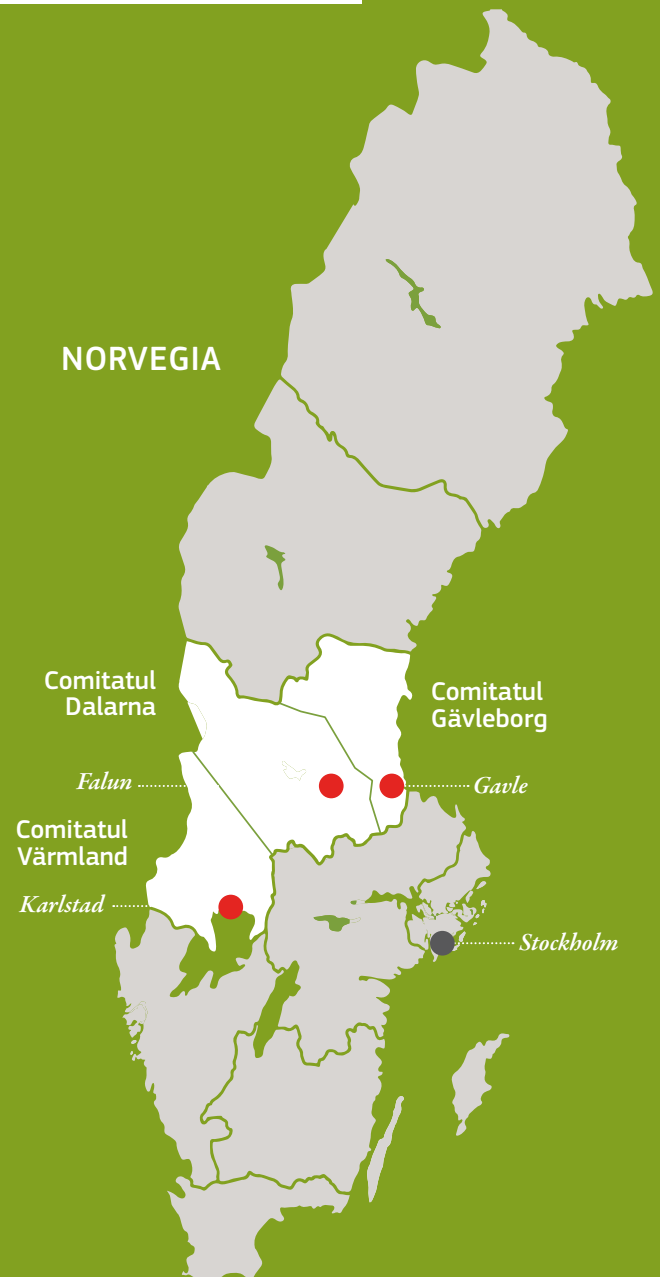 NORVEGIA
Comitatul
Dalarna
Comitatul
Gävleborg
Falun
Gavle
Comitatul
Värmland
Karlstad
Stockholm